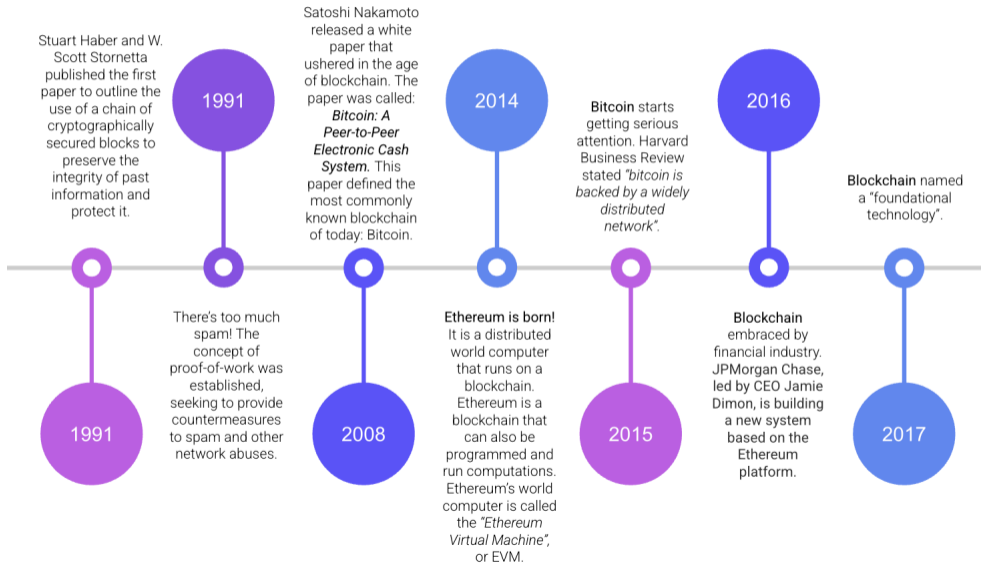 Stuart Haber and W.
Scott Stornetta
published the first
paper to outline the
use of a chain of
cryptographically
secured blocks to
preserve the
integrity of past
information and
protect it.
1991
1991
There's too much
spam! The
concept of
proof-of-work was
established,
seeking to provide
countermeasures
to spam and other
network abuses.
Satoshi Nakamoto
released a white
paper that
ushered in the age
of blockchain. The
paper was called:
Bitcoin: A
Peer-to-Peer
Electronic Cash
System. This
paper defined the
most commonly
known blockchain
of today: Bitcoin.
2008
2014
Ethereum is born!
It is a distributed
world computer
that runs on a
blockchain.
Ethereum is a
blockchain that
can also be
programmed and
run computations.
Ethereum's world
computer is called
the "Ethereum
Virtual Machine",
or EVM.
Bitcoin starts
getting serious
attention. Harvard
Business Review
stated "bitcoin is
backed by a widely
distributed
network".
2015
2016
Blockchain
embraced by
financial industry.
JPMorgan Chase,
led by CEO Jamie
Dimon, is building
a new system
based on the
Ethereum
platform.
Blockchain named
a "foundational
technology".
2017